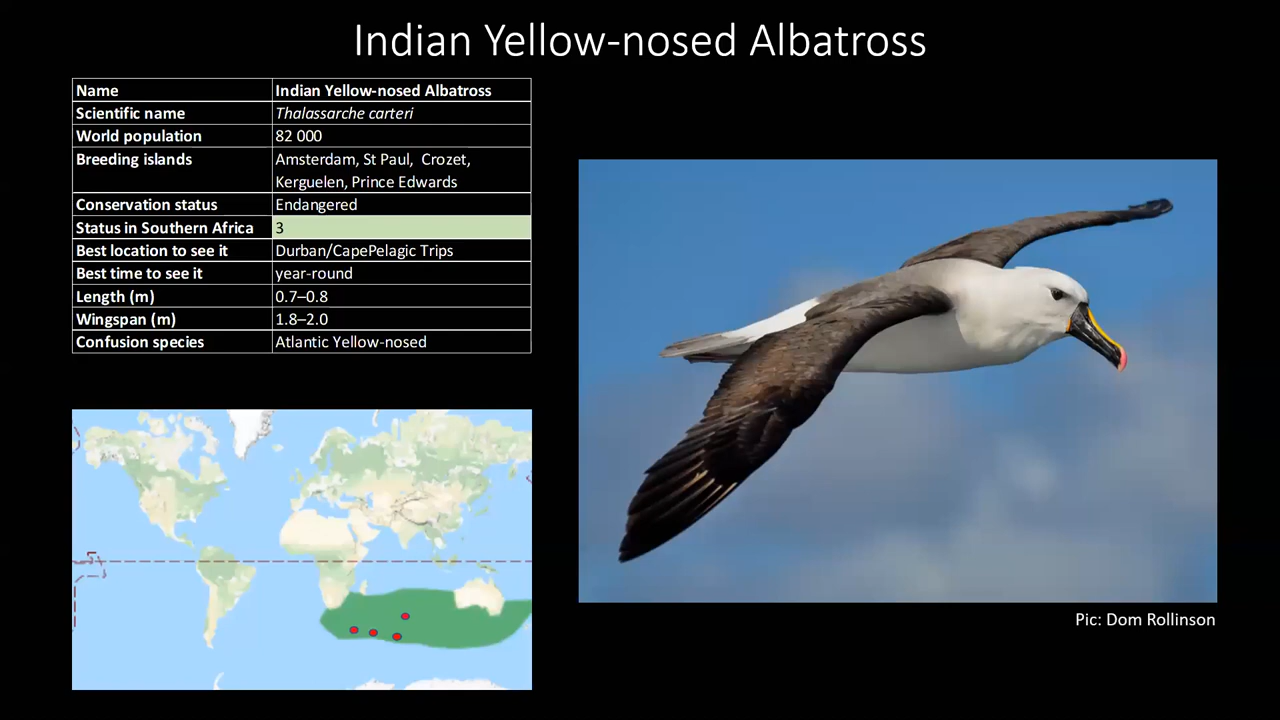 Indian Yellow-nosed Albatross
Name Indian Yellow-nosed Albatross
Scientific name Thalassarche carteri
World population 82 000
Breeding islands Amsterdam, St Paul, Crozet,
Kerguelen, Prince Edwards
Conservation status Endangered
Status in Southern Africa 3
Best location to see it Durban/CapePelagic Trips
Best time to see it year-round
Length (m) 0.7–0.8
Wingspan (m) 1.8–2.0
Confusion species Atlantic Yellow-nosed
Pic: Dom Rollinson